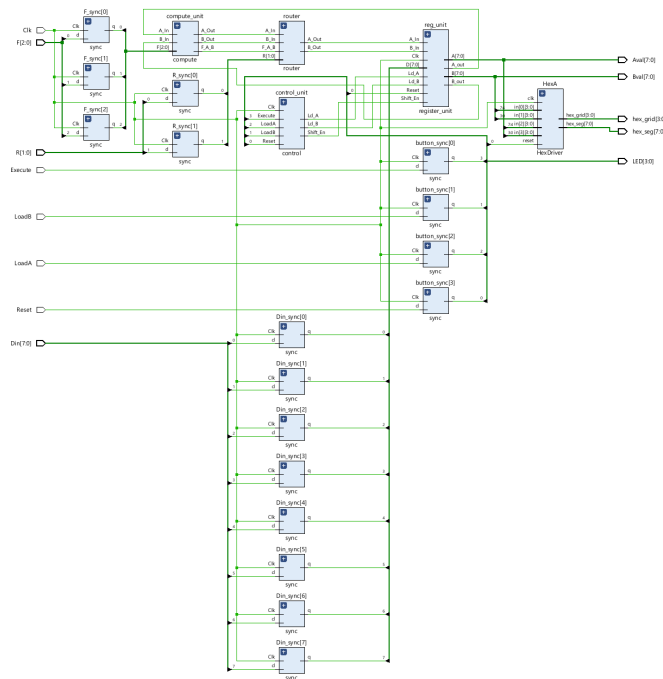 F_sync[0]
Clk
d
q
sync
F_sync[1]
Clk
d
q
sync
F_sync[2]
Clk
d
q
sync
compute_unit
A_In
B_In
F[2:0]
A_Out
B_Out
F_A_B
compute
R_sync[0]
Clk
d
q
sync
R_sync[1]
Clk
d
q
sync
router
A_In
B_In
F_A_B
R[1:0]
A_Out
B_Out
router
control_unit
Clk
Execute
LoadA
LoadB
Reset
Ld_A
Ld_B
Shift_En
control
reg_unit
A_In
B_In
Clk
D[7:0]
Ld_A
Ld_B
Reset
Shift_En
A[7:0]
A_out
B[7:0]
B_out
register_unit
HexA
clk
in[0][3:0]
in[1][3:0]
in[2][3:0]
in[3][3:0]
reset
hex_grid[3:0]
hex_seg[7:0]
HexDriver
Clk
F[2:0]
R[1:0]
Execute
LoadB
LoadA
Reset
Din[7:0]
Aval[7:0]
Bval[7:0]
hex_grid[3:0
hex_seg[7:0
LED[3:0]
button_sync[0]
Clk
d
q
sync
button_sync[1]
Clk
d
q
sync
button_sync[2]
Clk
d
q
sync
button_sync[3]
Clk
d
q
sync
Din_sync[0]
Clk
d
q
sync
Din_sync[1]
Clk
d
q
sync
Din_sync[2]
Clk
d
q
sync
Din_sync[3]
Clk
d
q
sync
Din_sync[4]
Clk
d
q
sync
Din_sync[5]
Clk
d
q
sync
Din_sync[6]
Clk
d
q
sync
Din_sync[7]
Clk
d
q
sync